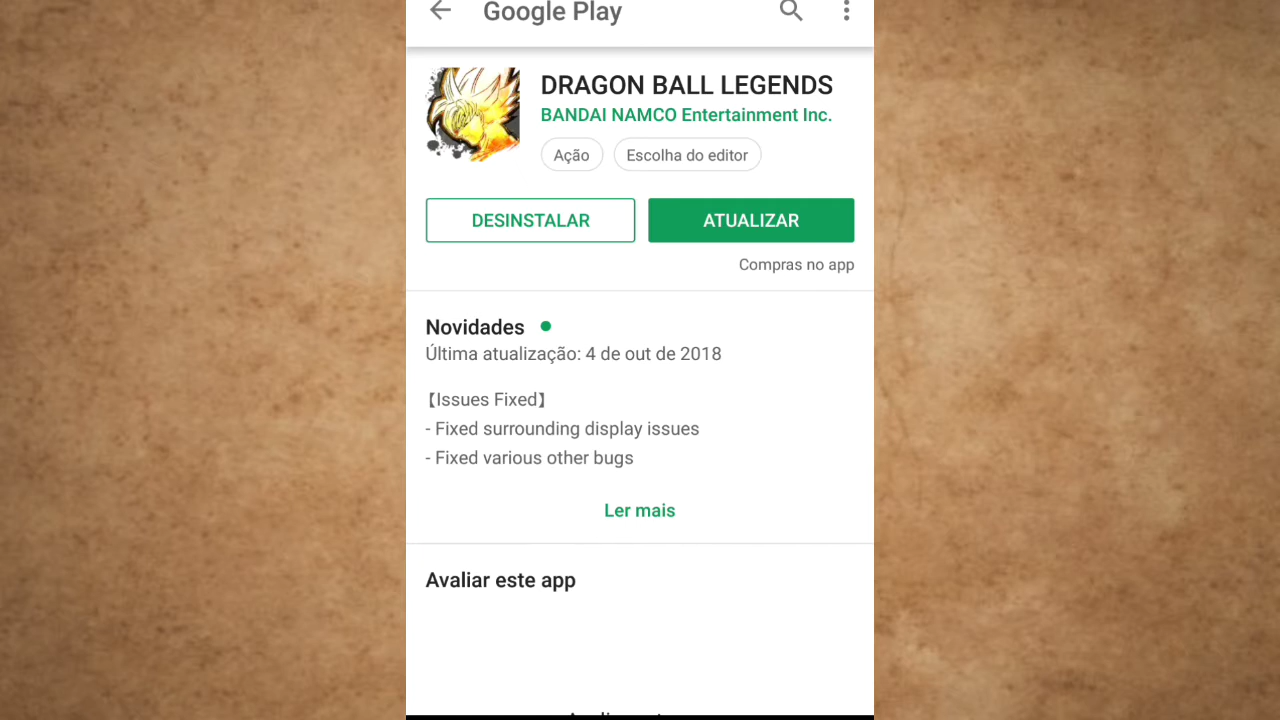 Google Play
DRAGON BALL LEGENDS
BANDAI NAMCO Entertainment Inc.
Ação
Escolha do editor
DESINSTALAR
ATUALIZAR
Compras no app
Novidades
Última atualização: 4 de out de 2018
【Issues Fixed】
- Fixed surrounding display issues
- Fixed various other bugs
Ler mais
Avaliar este app